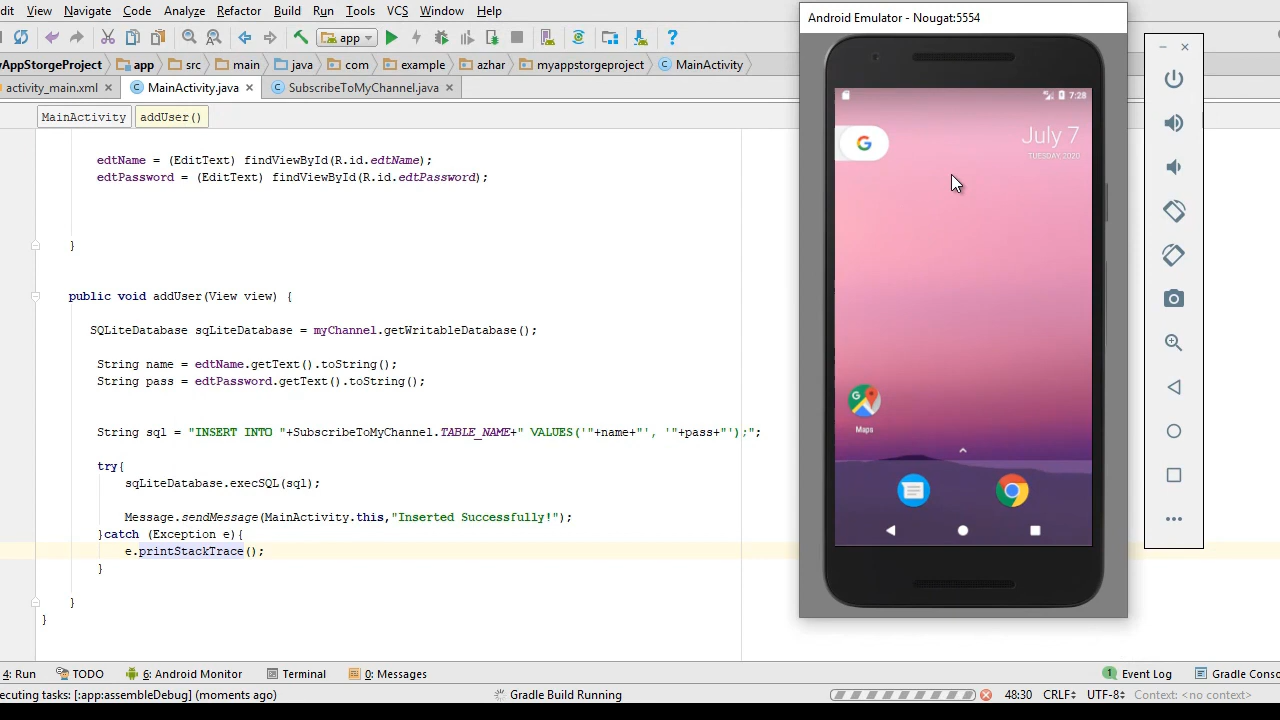 dit View Navigate Code Analyze Refactor Build Run Tools VCS Window Help
app
yAppStorgeProject app src main java com example azhar myappstorgeproject MainActivity
activity_main.xml MainActivity.java SubscribeToMyChannel.java
MainActivity addUser()
edtName = (EditText) findViewById(R.id.edtName);
edtPassword = (EditText) findViewById(R.id.edtPassword);
}
public void addUser(View view) {
SQLiteDatabase sqLiteDatabase = myChannel.getWritableDatabase();
String name = edtName.getText().toString();
String pass = edtPassword.getText().toString();
String sql = "INSERT INTO "+SubscribeToMyChannel.TABLE_NAME+" VALUES('"+name+"', '"+pass+"');";
try{
sqLiteDatabase.execSQL(sql);
Message.sendMessage(MainActivity.this,"Inserted Successfully!");
}catch (Exception e){
e.printStackTrace();
}
}
}
Android Emulator - Nougat:5554
7:28
G
July 7
TUESDAY 2020
Maps
4: Run TODO 6: Android Monitor Terminal 0: Messages Event Log Gradle Conso
ecuting tasks: [:app:assembleDebug] (moments ago) Gradle Build Running 48:30 CRLF UTF-8 Context: <no context>